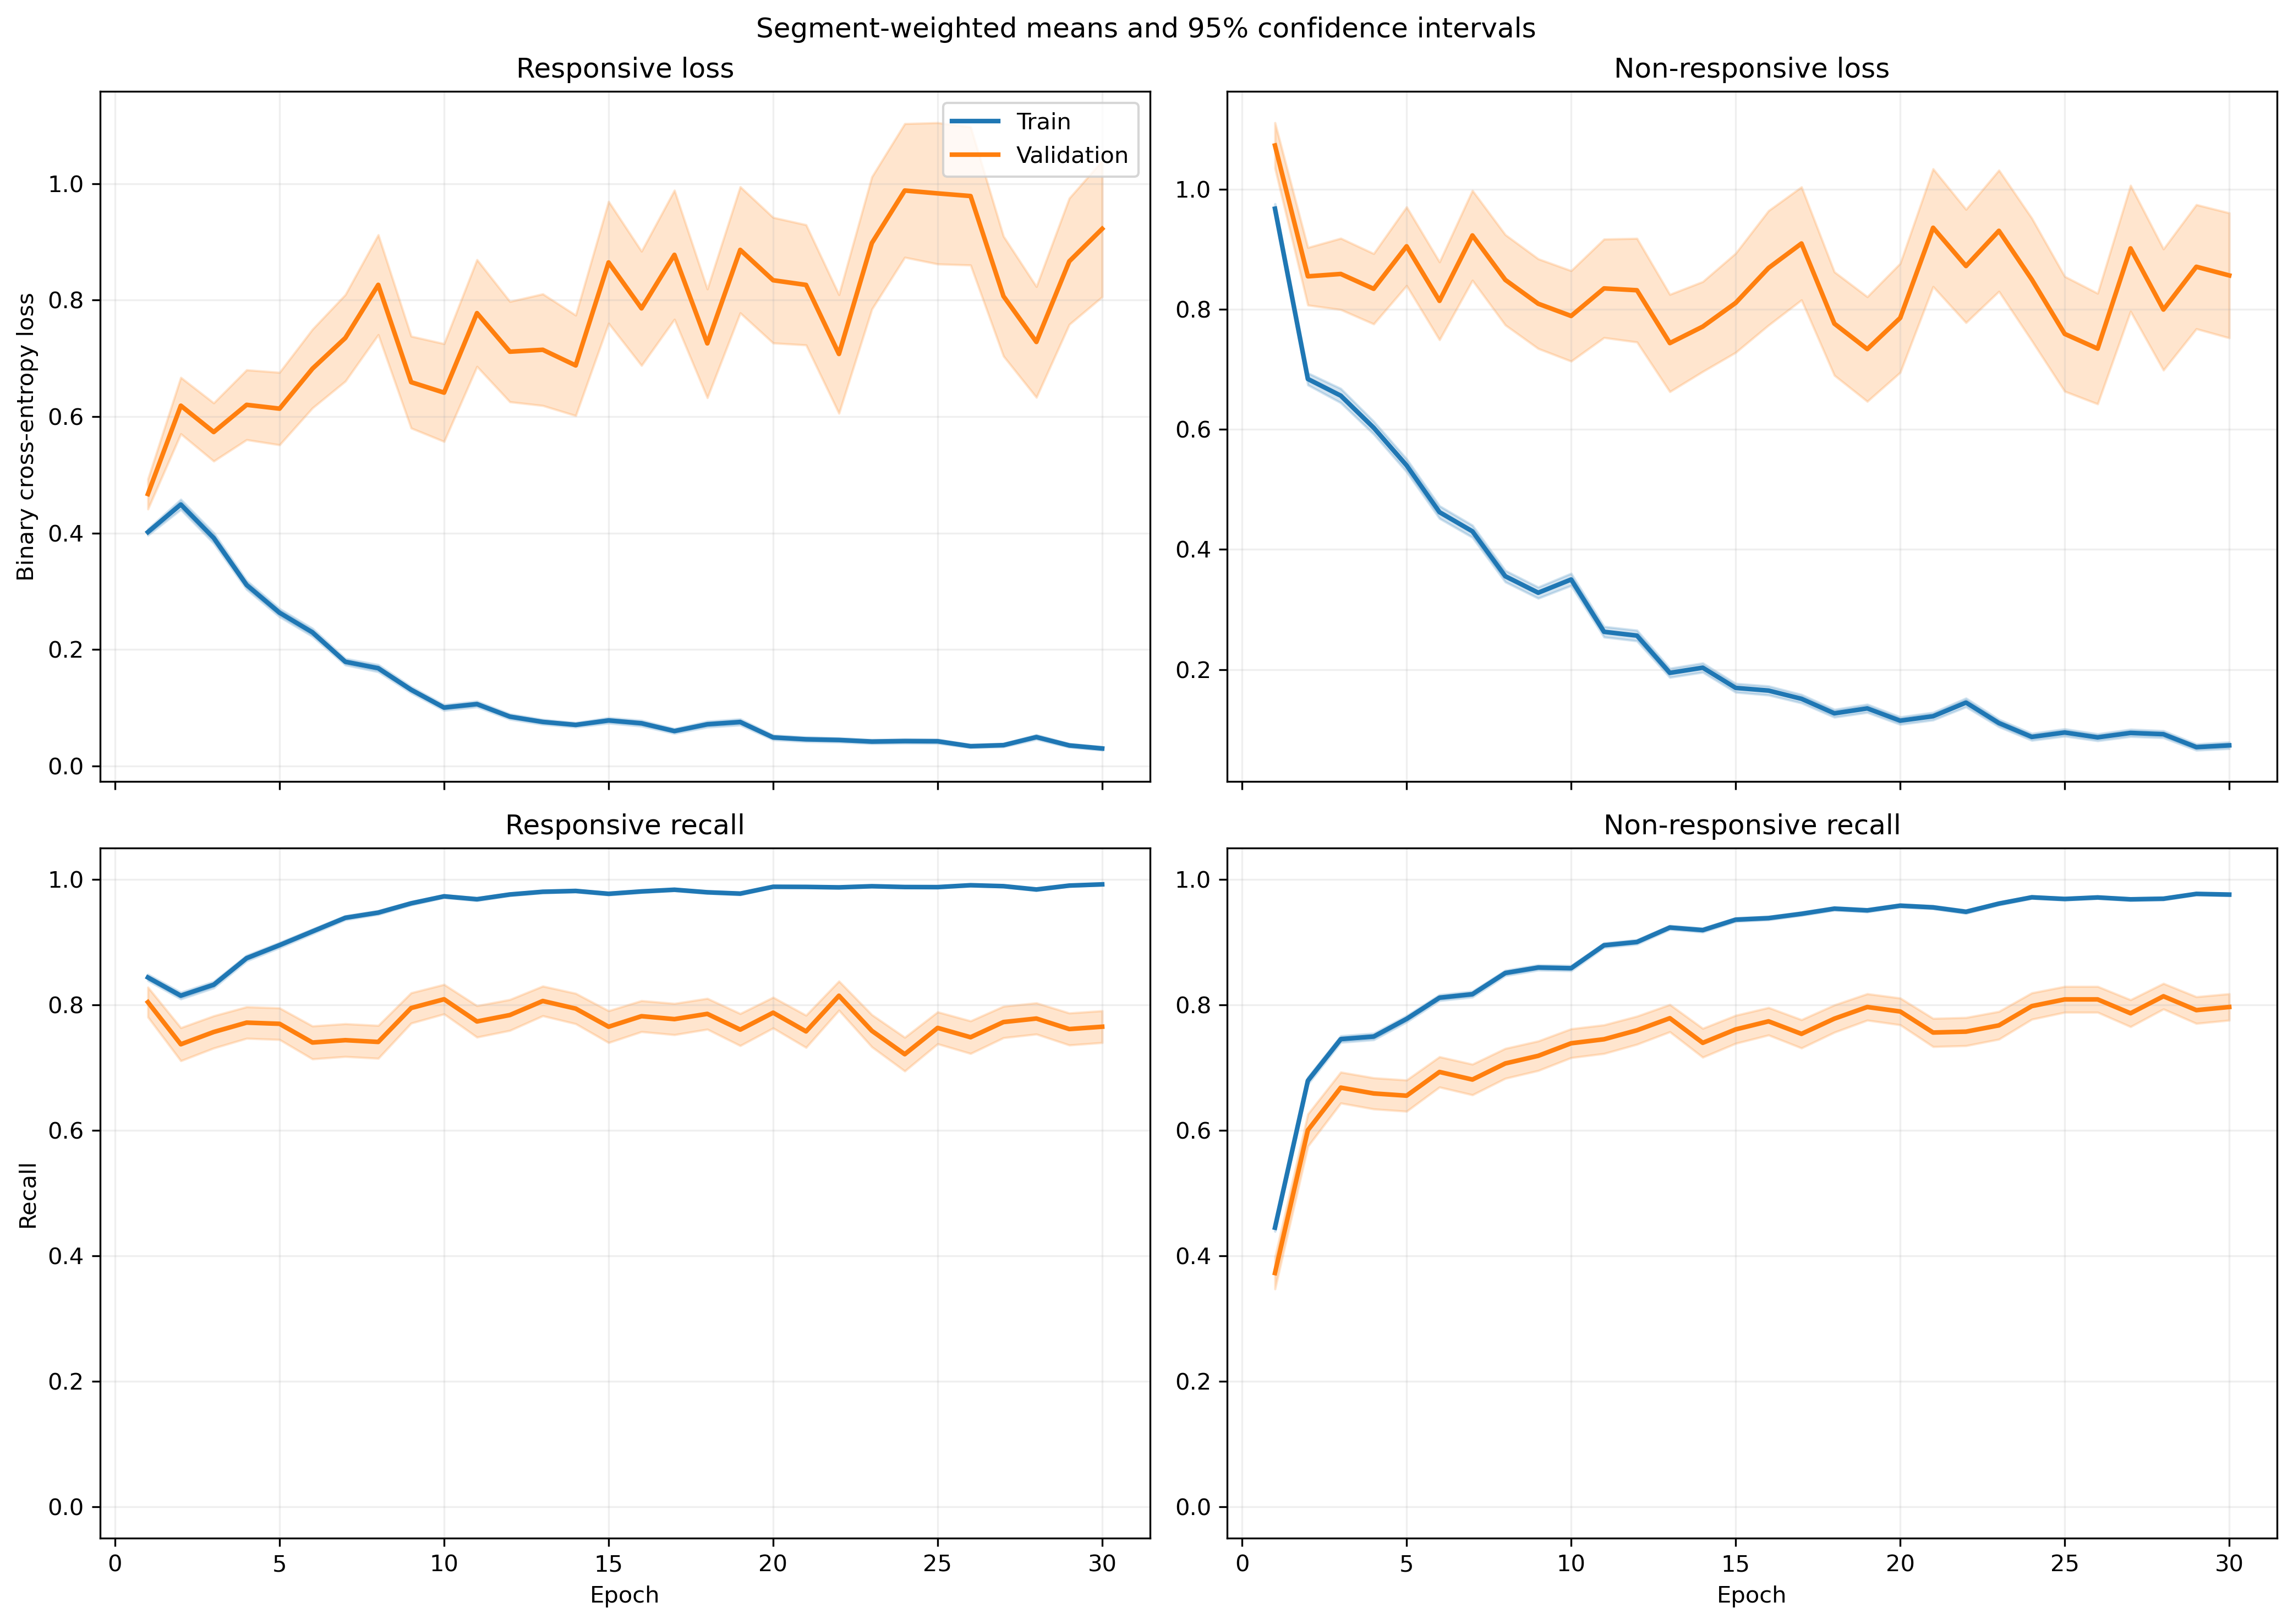 Segment-weighted means and 95% confidence intervals
Responsive loss
Non-responsive loss
Train
Validation
Binary cross-entropy loss
1.0
0.8
0.6
0.4
0.2
0.0
1.0
0.8
0.6
0.4
0.2
Responsive recall
Non-responsive recall
Recall
1.0
0.8
0.6
0.4
0.2
0.0
0 5 10 15 20 25 30
Epoch
1.0
0.8
0.6
0.4
0.2
0.0
0 5 10 15 20 25 30
Epoch